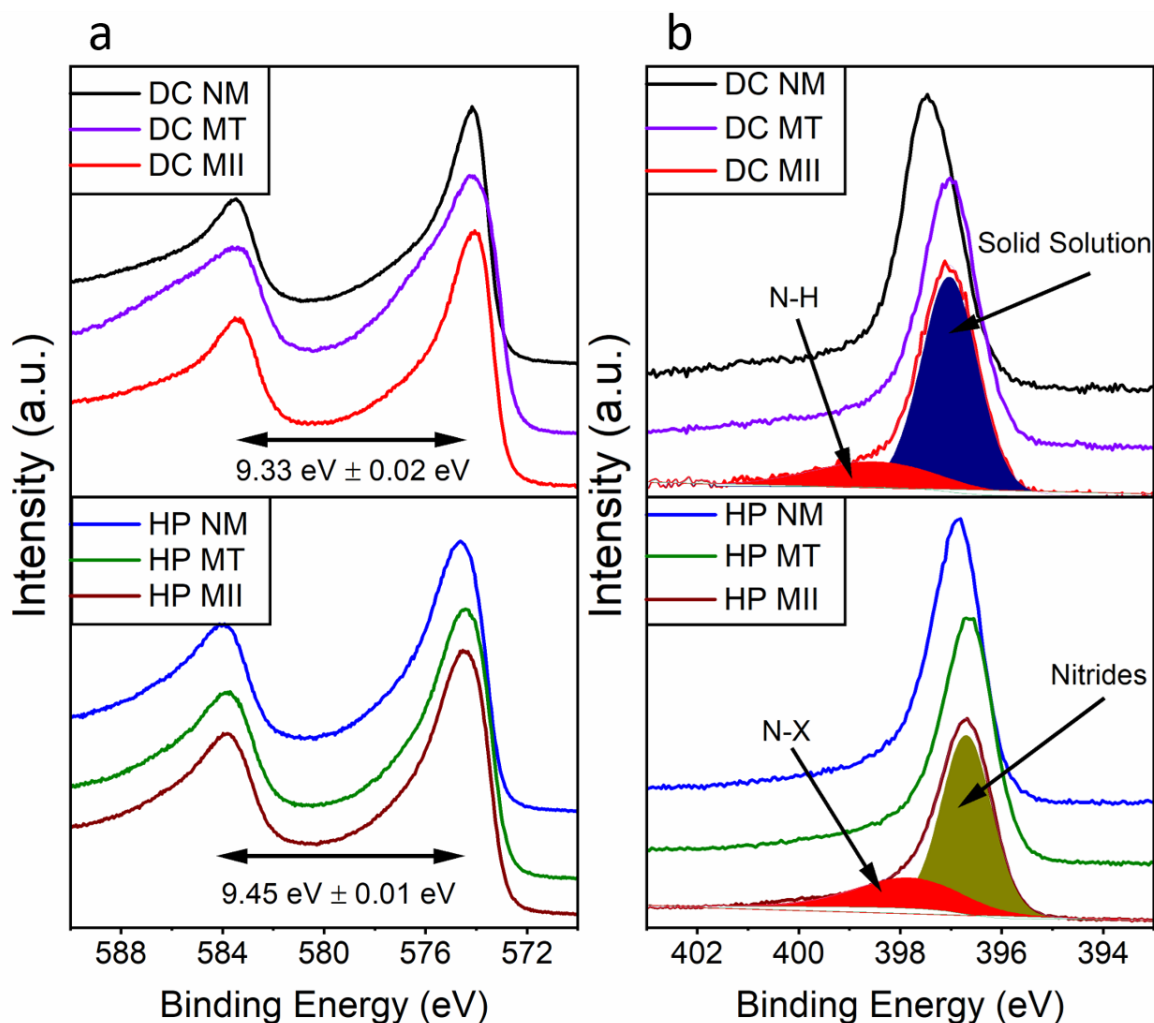 a
DC NM
DC MT
DC MII
9.33 eV ± 0.02 eV
HP NM
HP MT
HP MII
9.45 eV ± 0.01 eV
Intensity (a.u.)
Intensity (a.u.)
588 584 580 576 572
Binding Energy (eV)
b
DC NM
DC MT
DC MII
Solid Solution
N-H
HP NM
HP MT
HP MII
Nitrides
N-X
Intensity (a.u.)
Intensity (a.u.)
402 400 398 396 394
Binding Energy (eV)